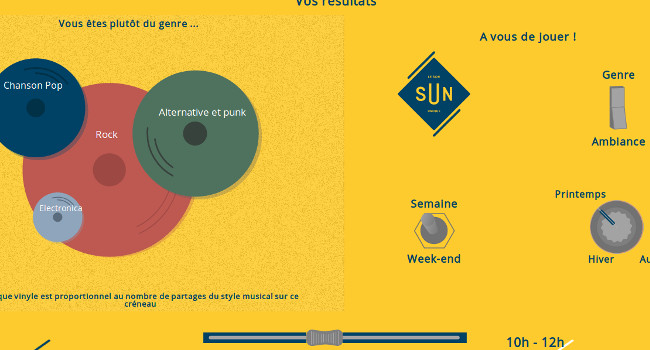 Vos résultats
Vous êtes plutôt du genre ...
A vous de jouer !
Chanson Pop
Rock
Alternative et punk
Electronica
que vinyle est proportionnel au nombre de partages du style musical sur ce
créneau
SUN
Genre
Ambiance
Semaine
Week-end
Printemps
Hiver
Au
10h - 12h